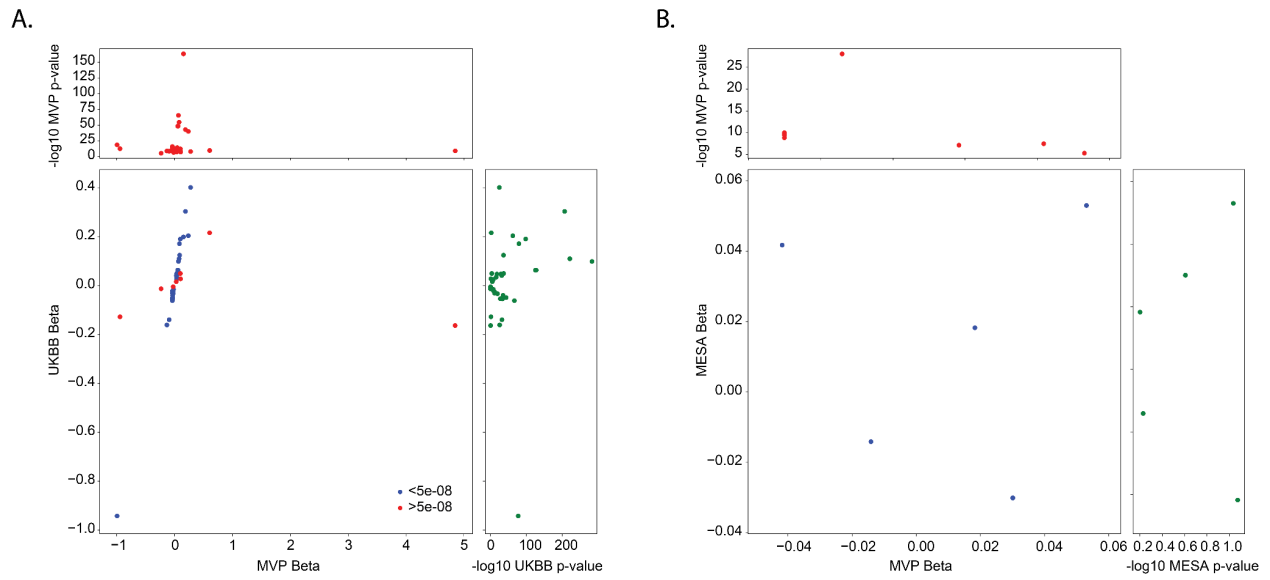 A.
B.
-log10 MVP p-value
150
125
100
75
50
25
0
-log10 MVP p-value
25
20
15
10
5
UKBB Beta
0.4
0.2
0.0
−0.2
−0.4
−0.6
−0.8
−1.0
<5e-08
>5e-08
−1 0 1 2 3 4 5
MVP Beta
0 100 200
-log10 UKBB p-value
MESA Beta
0.06
0.04
0.02
0.00
−0.02
−0.04
−0.04 −0.02 0.00 0.02 0.04 0.06
MVP Beta
0.2 0.4 0.6 0.8 1.0
-log10 MESA p-value